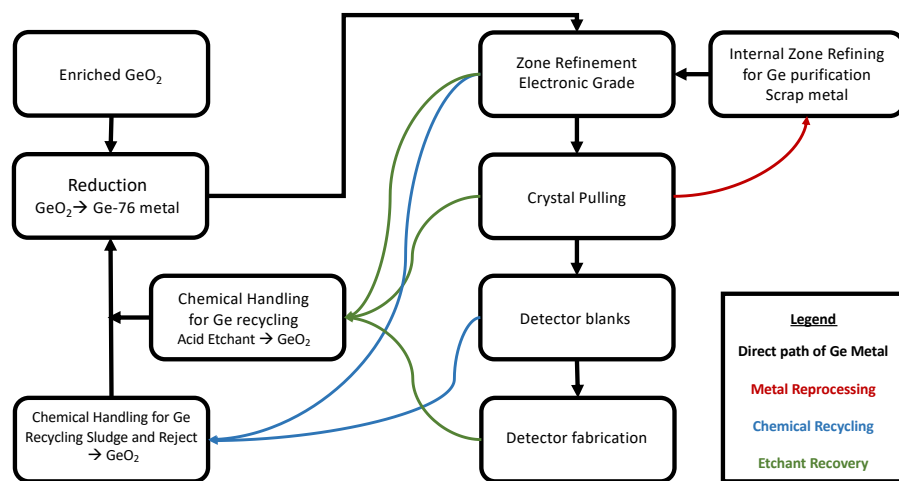 Enriched GeO₂
Zone Refinement
Electronic Grade
Internal Zone Refining
for Ge purification
Scrap metal
Reduction
GeO₂→ Ge-76 metal
Crystal Pulling
Chemical Handling
for Ge recycling
Acid Etchant → GeO₂
Detector blanks
Chemical Handling for Ge
Recycling Sludge and Reject
→ GeO₂
Detector fabrication
Legend
Direct path of Ge Metal
Metal Reprocessing
Chemical Recycling
Etchant Recovery